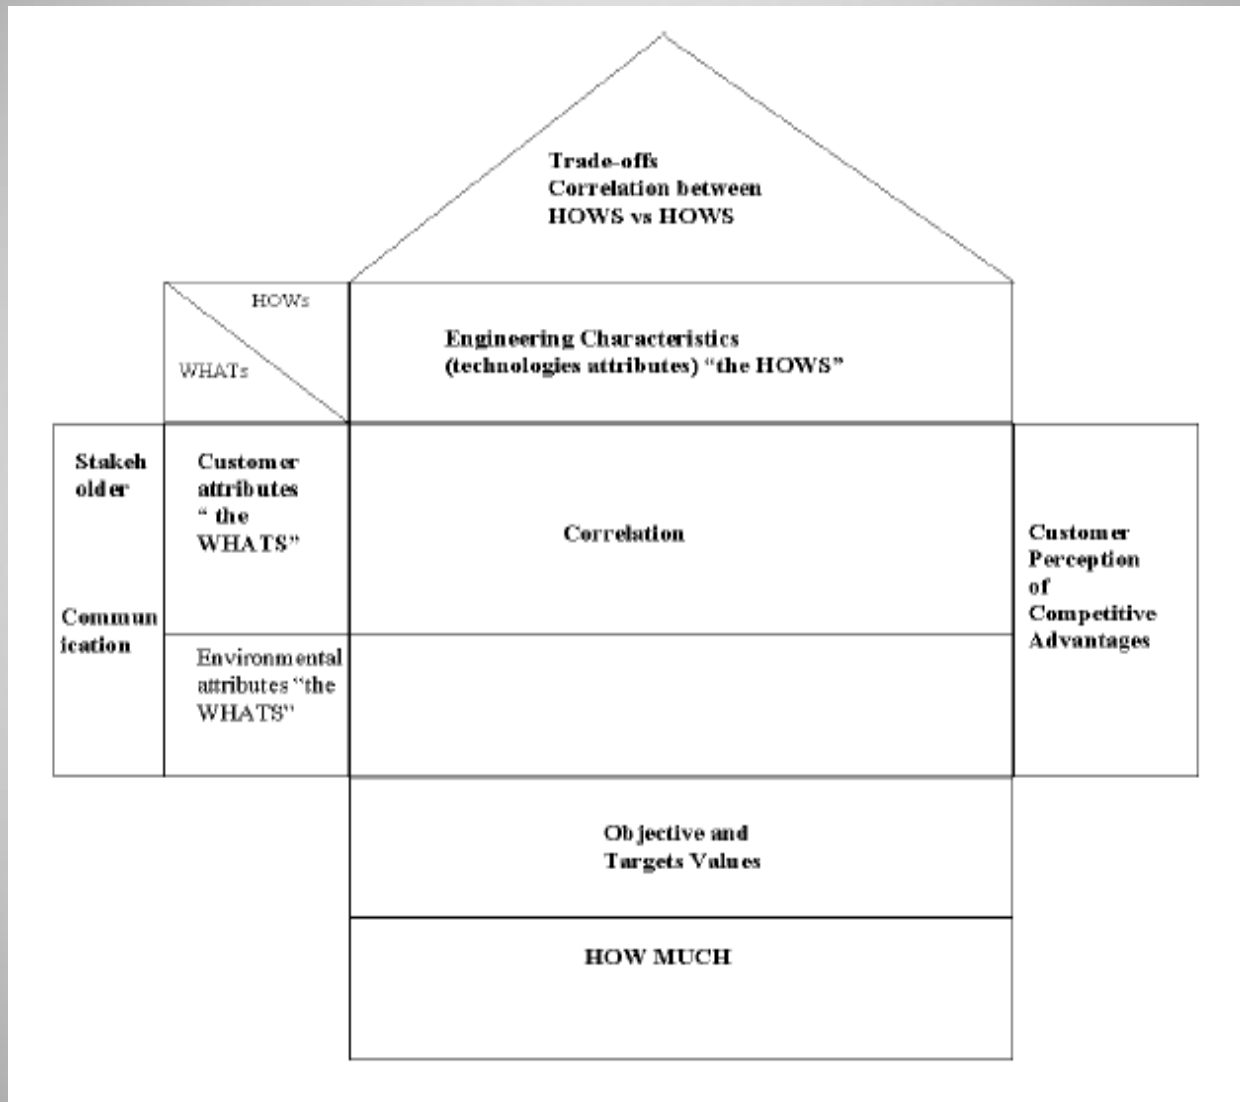 Trade-offs
Correlation between
HOWS vs HOWS
HOWs
WHATs
Engineering Characteristics
(technologies attributes) “the HOWS”
Stakeh
older
Commun
ication
Customer
attributes
“ the
WHATS”
Correlation
Customer
Perception
of
Competitive
Advantages
Environmental
attributes “the
WHATS”
Objective and
Targets Values
HOW MUCH